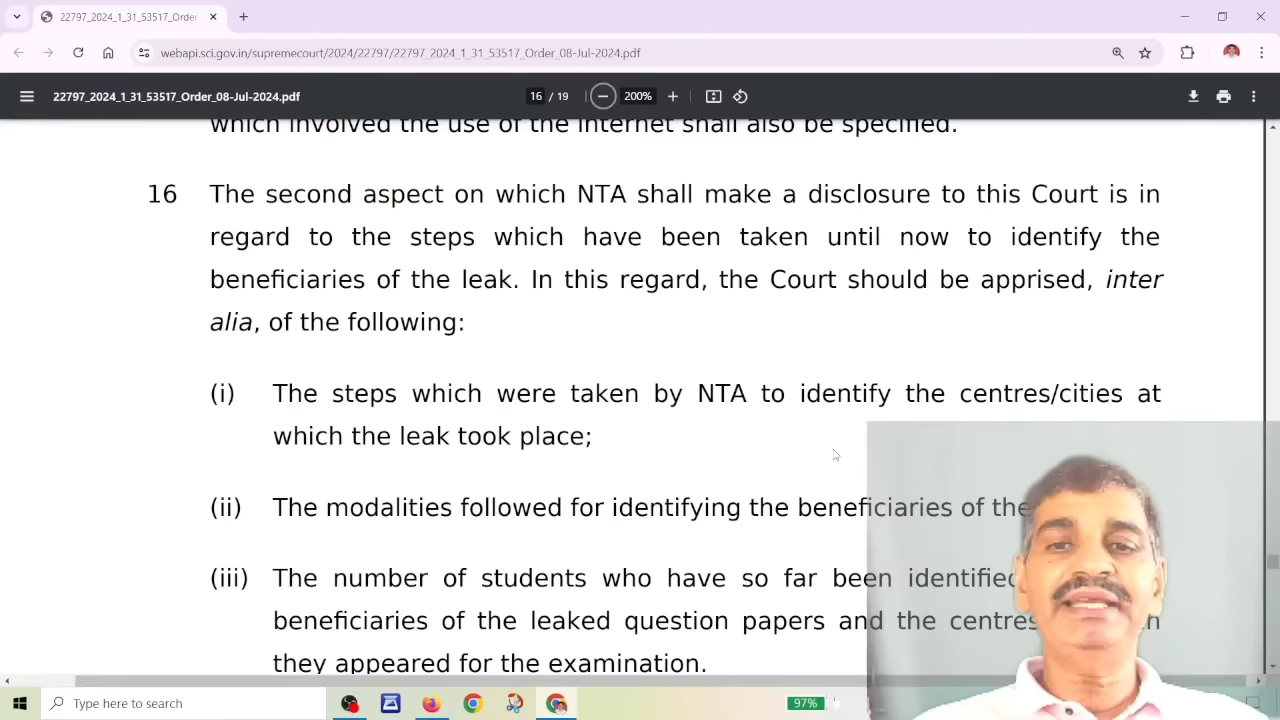 22797_2024_1_31_53517_Order
webapi.sci.gov.in/supremecourt/2024/22797/22797_2024_1_31_53517_Order_08-Jul-2024.pdf
22797_2024_1_31_53517_Order_08-Jul-2024.pdf 16 / 19 200%
which involved the use of the internet shall also be specified.
16 The second aspect on which NTA shall make a disclosure to this Court is in
regard to the steps which have been taken until now to identify the
beneficiaries of the leak. In this regard, the Court should be apprised, inter
alia, of the following:
(i) The steps which were taken by NTA to identify the centres/cities at
which the leak took place;
(ii) The modalities followed for identifying the beneficiaries of the
(iii) The number of students who have so far been identified
beneficiaries of the leaked question papers and the centres
they appeared for the examination.
Type here to search 97%